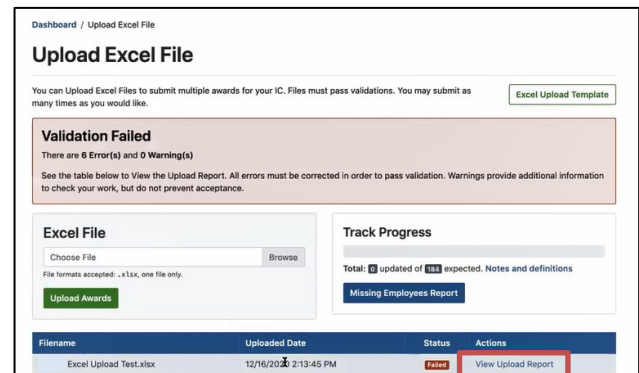 Dashboard / Upload Excel File
Upload Excel File
You can Upload Excel Files to submit multiple awards for your IC. Files must pass validations. You may submit as
many times as you would like.
Excel Upload Template
Validation Failed
There are 6 Error(s) and 0 Warning(s)
See the table below to View the Upload Report. All errors must be corrected in order to pass validation. Warnings provide additional information
to check your work, but do not prevent acceptance.
Excel File
Choose File Browse
File formats accepted: .xlsx, one file only.
Upload Awards
Track Progress
Total: 0 updated of 184 expected. Notes and definitions
Missing Employees Report
Filename Uploaded Date Status Actions
Excel Upload Test.xlsx 12/16/2020 2:13:45 PM Failed View Upload Report